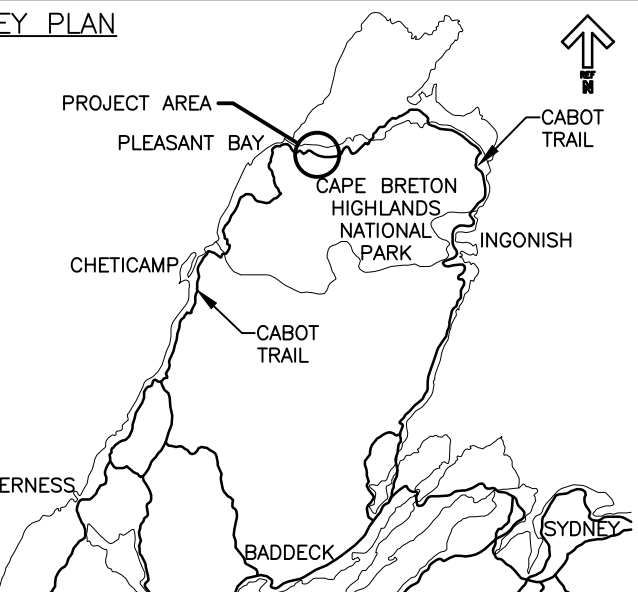 EY PLAN
REF
N
PROJECT AREA
CABOT
TRAIL
PLEASANT BAY
CAPE BRETON
HIGHLANDS
NATIONAL
PARK
INGONISH
CHETICAMP
CABOT
TRAIL
ERNESS
SYDNEY
BADDECK